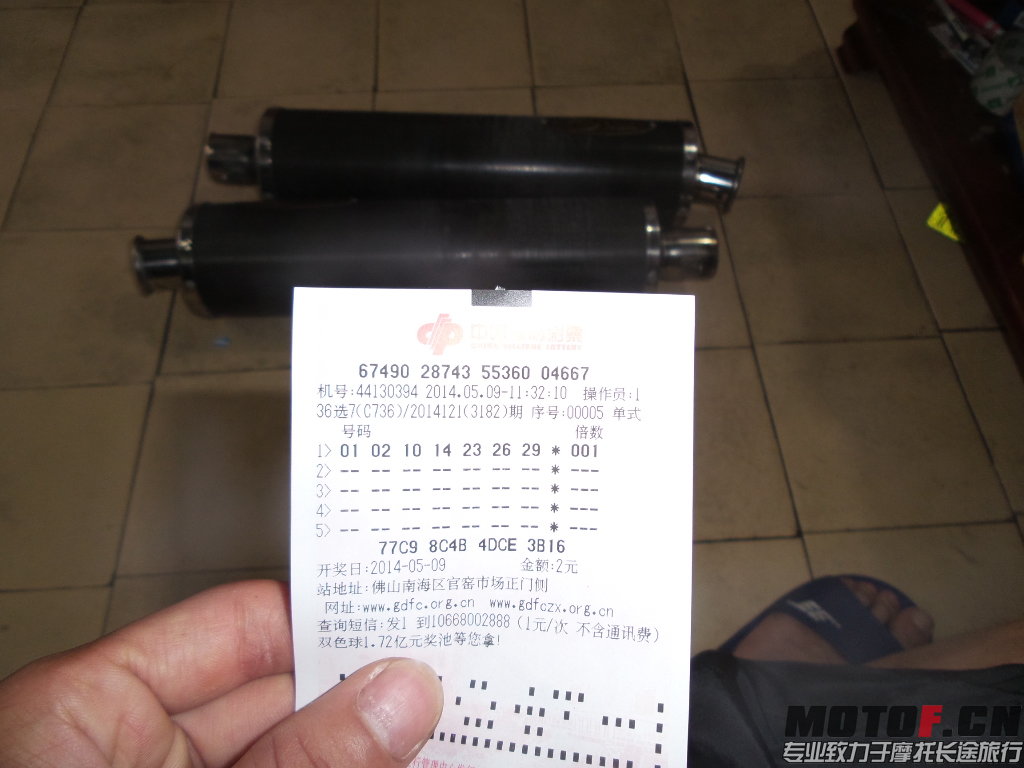 CHINA WELFARE LOTTERY
67490 28743 55360 04667
机号:44130394 2014.05.09-11:32:10 操作员:1
36选7(C736)/2014121(3182)期 序号:00005 单式
号码 倍数
1> 01 02 10 14 23 26 29 * 001
2> -- -- -- -- -- -- -- * ---
3> -- -- -- -- -- -- -- * ---
4> -- -- -- -- -- -- -- * ---
5> -- -- -- -- -- -- -- * ---
77C9 8C4B 4DCE 3B16
开奖日:2014-05-09 金额:2元
站地址:佛山南海区官窑市场正门侧
网址:www.gdfc.org.cn www.gdfczx.org.cn
查询短信:发1 到10668002888(1元/次 不含通讯费)
双色球1.72亿元奖池等您拿!
MOTOF.CN
专业致力于摩托长途旅行